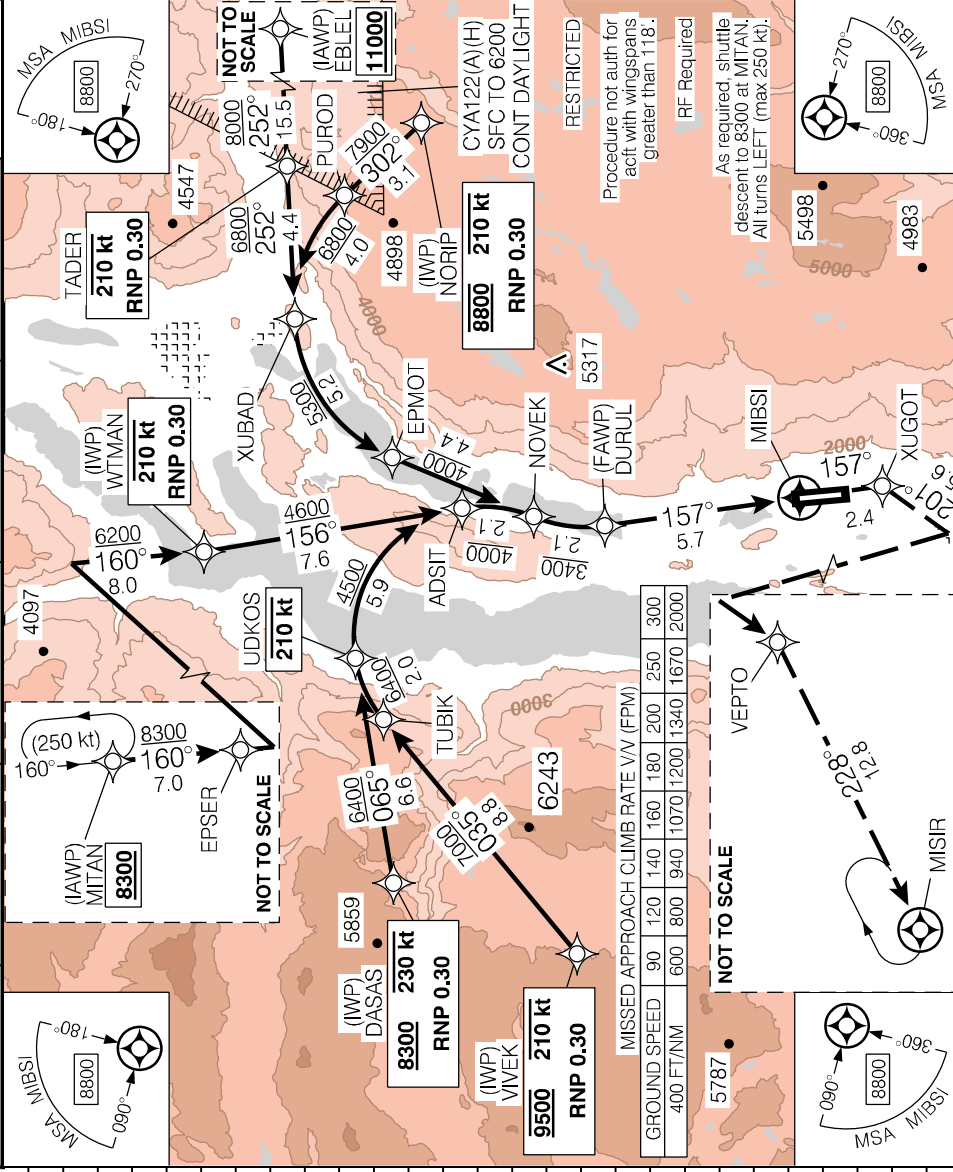 MSA MIBSI
090°
180°
8800
MSA MIBSI
180°
270°
8800
(IAWP)
MITAN
8300
160°
(250 kt)
8300
160°
7.0
EPSER
NOT TO SCALE
4097
6200
160°
8.0
(IWP)
WTMAN
210 kt
RNP 0.30
TADER
210 kt
RNP 0.30
4547
8000
252°
15.5
NOT TO
SCALE
(IAWP)
EBLEL
11000
6800
252°
4.4
PUROD
7900
302°
3.1
6800
4.0
4898
(IWP)
NORIP
8800 210 kt
RNP 0.30
CYA122(A)(H)
SFC TO 6200
CONT DAYLIGHT
RESTRICTED
Procedure not auth for
acft with wingspans
greater than 118'.
RF Required
As required, shuttle
descent to 8300 at MITAN.
All turns LEFT (max 250 kt).
XUBAD
5300
5.2
EPMOT
4000
4.4
4000
4600
156°
7.6
UDKOS
210 kt
4500
5.9
ADSIT
4000
2.1
NOVEK
3400
2.1
(FAWP)
DURUL
5317
6400
2.0
TUBIK
3000
6400
065°
6.6
5859
(IWP)
DASAS
8300 230 kt
RNP 0.30
7000
035°
8.8
6243
(IWP)
VIVEK
9500 210 kt
RNP 0.30
157°
5.7
MIBSI
2000
157°
2.4
XUGOT
201°
5.6
5498
5000
4983
MISSED APPROACH CLIMB RATE V/V (FPM)
GROUND SPEED 90 120 140 160 180 200 250 300
400 FT/NM 600 800 940 1070 1200 1340 1670 2000
5787
NOT TO SCALE
VEPTO
228°
12.8
MISIR
090°
360°
8800
MSA MIBSI
270°
360°
8800
MSA MIBSI